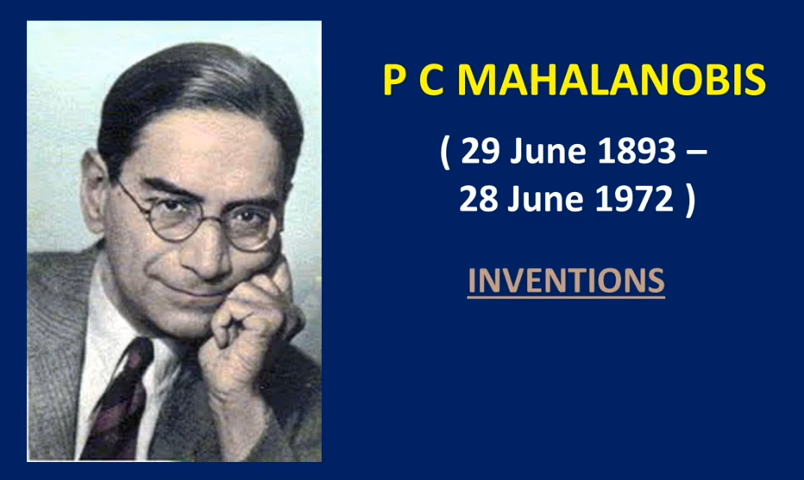 P C MAHALANOBIS
( 29 June 1893 –
28 June 1972 )
INVENTIONS